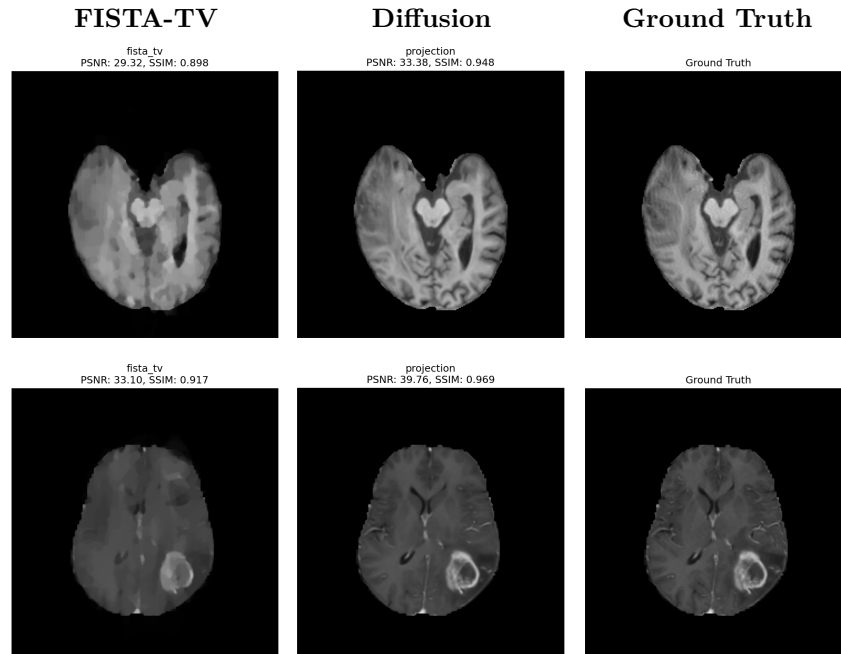 FISTA-TV Diffusion Ground Truth
fista_tv
PSNR: 29.32, SSIM: 0.898
projection
PSNR: 33.38, SSIM: 0.948
Ground Truth
fista_tv
PSNR: 33.10, SSIM: 0.917
projection
PSNR: 39.76, SSIM: 0.969
Ground Truth